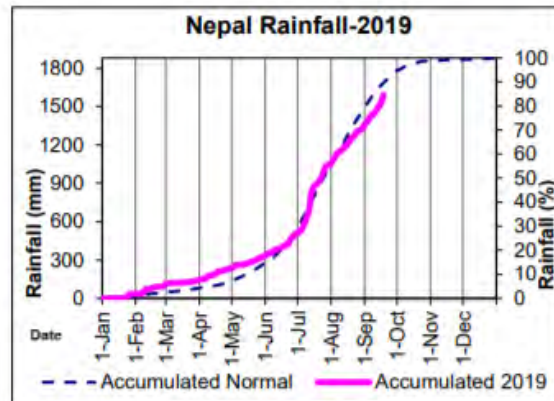 Nepal Rainfall-2019
Rainfall (mm)
1800
1500
1200
900
600
300
0
100
90
80
70
60
50
40
30
20
10
0
Rainfall (%)
Date
1-Jan
1-Feb
1-Mar
1-Apr
1-May
1-Jun
1-Jul
1-Aug
1-Sep
1-Oct
1-Nov
1-Dec
Accumulated Normal
Accumulated 2019